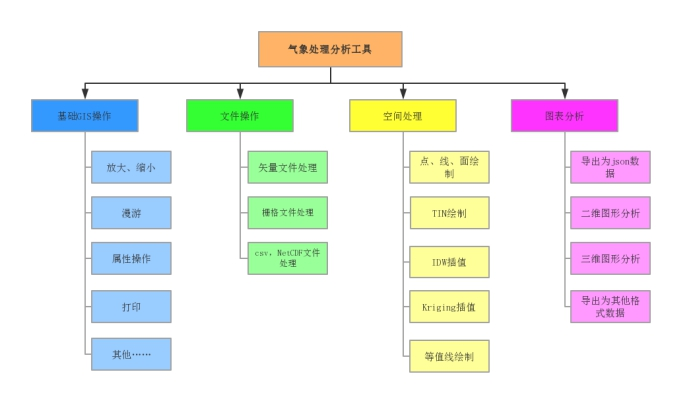 气象处理分析工具
基础GIS操作
文件操作
空间处理
图表分析
放大、缩小
漫游
属性操作
打印
其他……
矢量文件处理
栅格文件处理
csv，NetCDF文件
处理
点、线、面绘
制
TIN绘制
IDW插值
Kriging插值
等值线绘制
导出为json数
据
二维图形分析
三维图形分析
导出为其他格
式数据